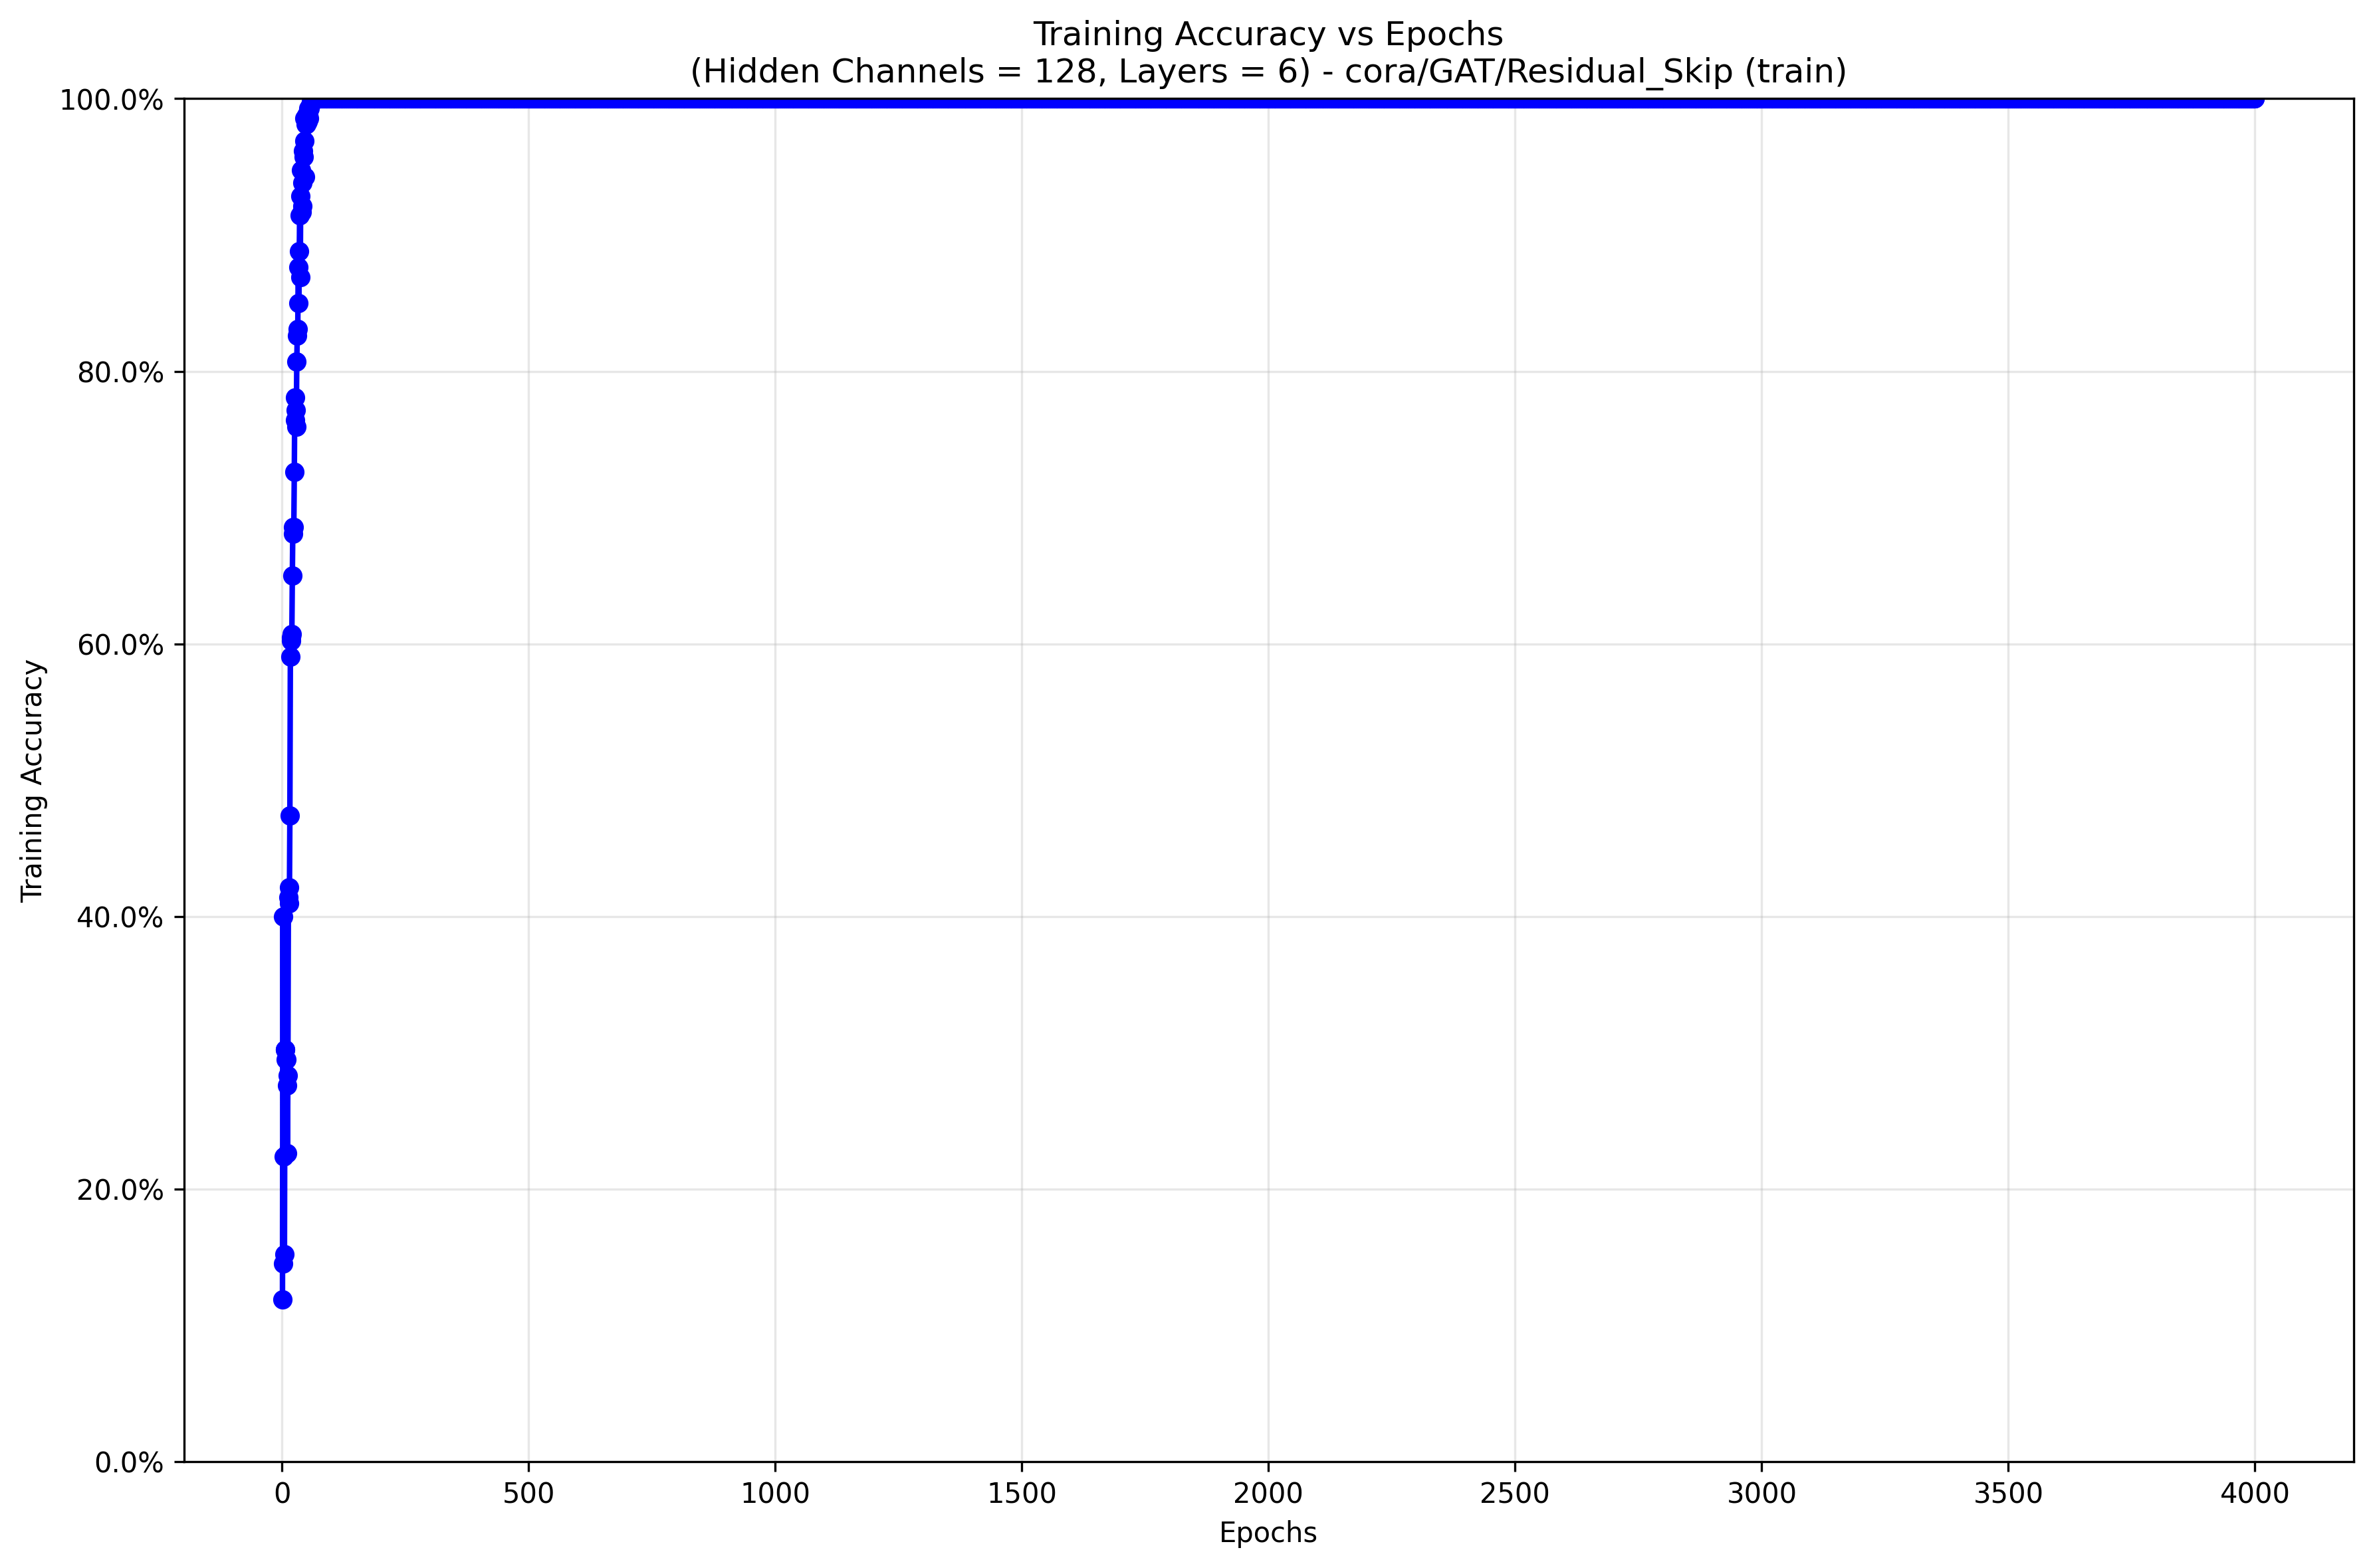 Training Accuracy vs Epochs
(Hidden Channels = 128, Layers = 6) - cora/GAT/Residual_Skip (train)
Training Accuracy
100.0%
80.0%
60.0%
40.0%
20.0%
0.0%
0 500 1000 1500 2000 2500 3000 3500 4000
Epochs